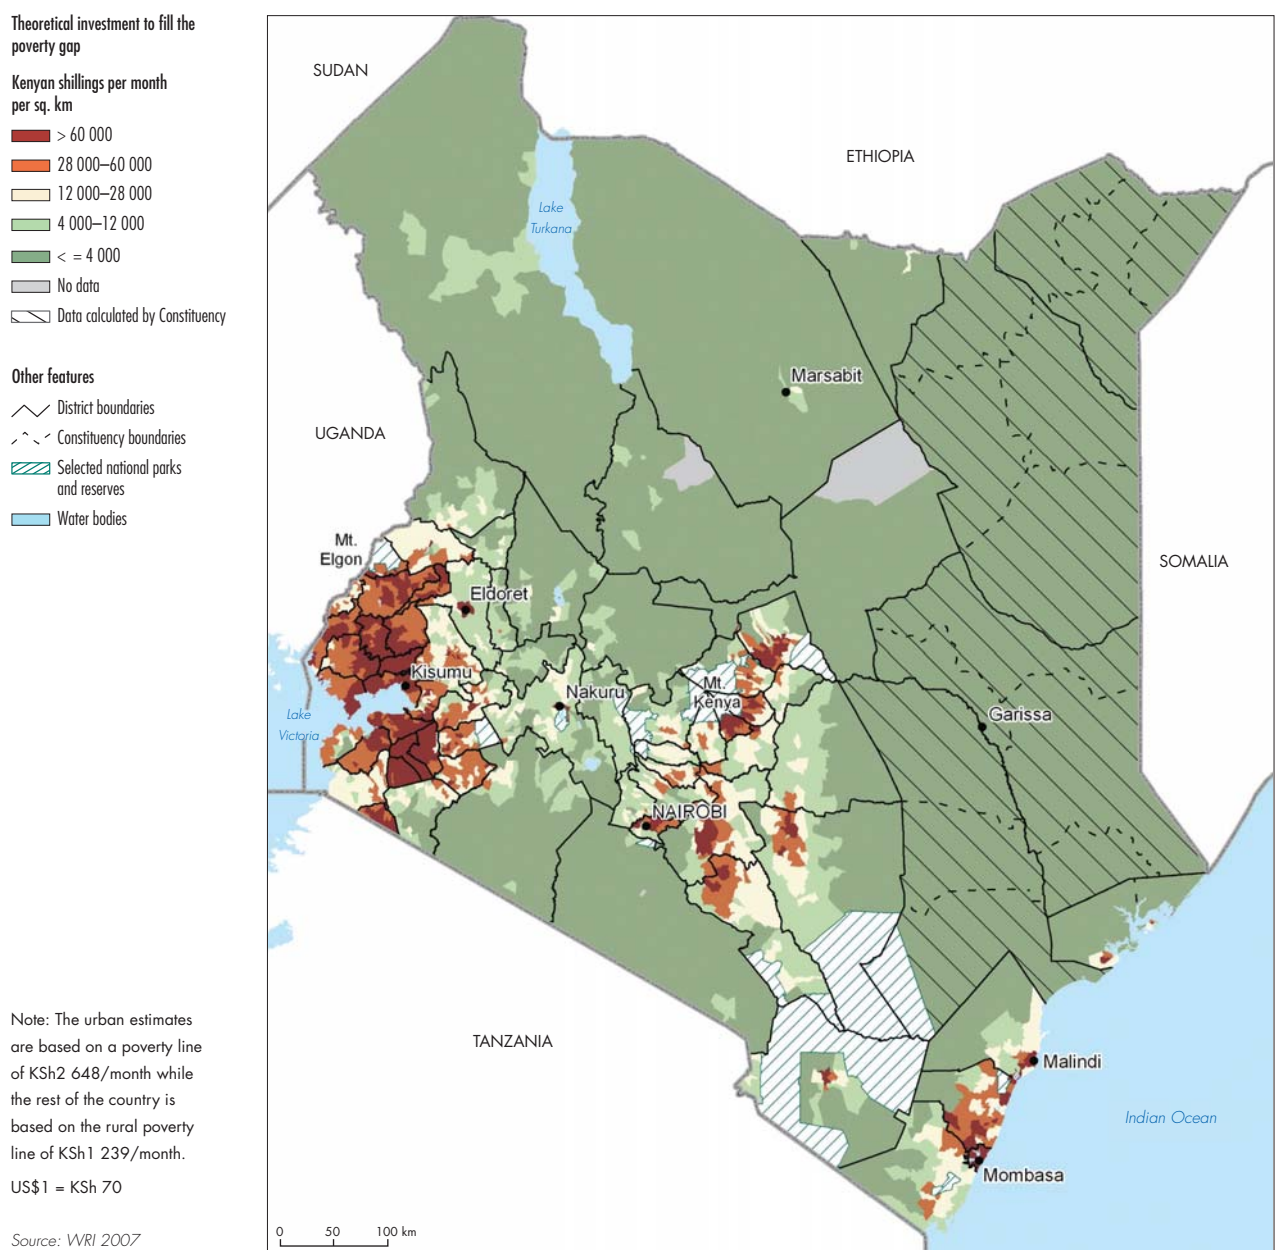 Theoretical investment to fill the
poverty gap
Kenyan shillings per month
per sq. km
> 60 000
28 000–60 000
12 000–28 000
4 000–12 000
< = 4 000
No data
Data calculated by Constituency
Other features
District boundaries
Constituency boundaries
Selected national parks
and reserves
Water bodies
Note: The urban estimates
are based on a poverty line
of KSh2 648/month while
the rest of the country is
based on the rural poverty
line of KSh1 239/month.
US$1 = KSh 70
Source: WRI 2007
SUDAN
ETHIOPIA
Lake
Turkana
Marsabit
UGANDA
Mt.
Elgon
SOMALIA
Eldoret
Kisumu
Nakuru
Mt.
Kenya
Garissa
Lake
Victoria
NAIROBI
TANZANIA
Malindi
Indian Ocean
Mombasa
0 50 100 km